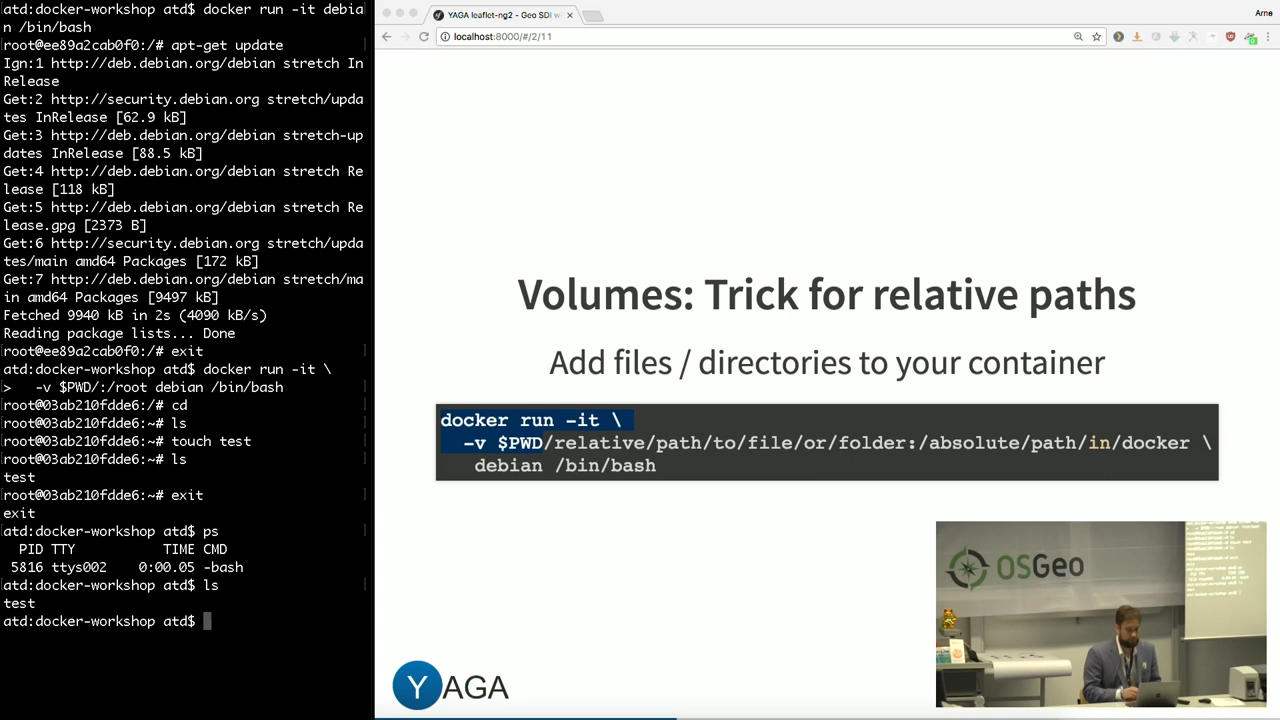 atd:docker-workshop atd$ docker run -it debia
n /bin/bash
root@ee89a2cab0f0:/# apt-get update
Ign:1 http://deb.debian.org/debian stretch In
Release
Get:2 http://security.debian.org stretch/upda
tes InRelease [62.9 kB]
Get:3 http://deb.debian.org/debian stretch-up
dates InRelease [88.5 kB]
Get:4 http://deb.debian.org/debian stretch Re
lease [118 kB]
Get:5 http://deb.debian.org/debian stretch Re
lease.gpg [2373 B]
Get:6 http://security.debian.org stretch/upda
tes/main amd64 Packages [172 kB]
Get:7 http://deb.debian.org/debian stretch/ma
in amd64 Packages [9497 kB]
Fetched 9940 kB in 2s (4090 kB/s)
Reading package lists... Done
root@ee89a2cab0f0:/# exit
atd:docker-workshop atd$ docker run -it \
>   -v $PWD/:/root debian /bin/bash
root@03ab210fdde6:/# cd
root@03ab210fdde6:~# ls
root@03ab210fdde6:~# touch test
root@03ab210fdde6:~# ls
test
root@03ab210fdde6:~# exit
exit
atd:docker-workshop atd$ ps
  PID TTY           TIME CMD
 5816 ttys002    0:00.05 -bash
atd:docker-workshop atd$ ls
test
atd:docker-workshop atd$
YAGA leaflet-ng2 - Geo SDI w
Arne
localhost:8000/#/2/11
Volumes: Trick for relative paths
Add files / directories to your container
docker run -it \
  -v $PWD/relative/path/to/file/or/folder:/absolute/path/in/docker \
   debian /bin/bash
OSGeo
YAGA